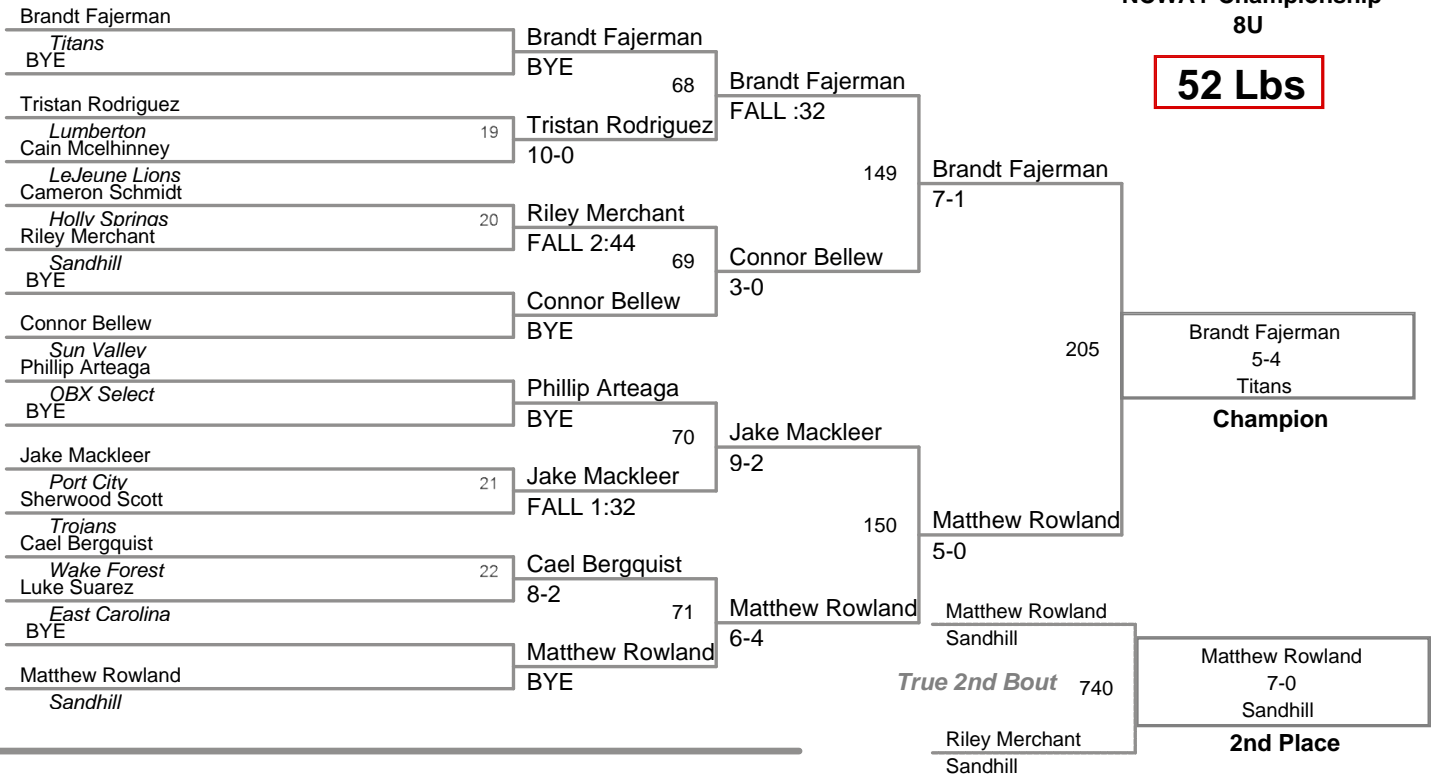 NCWAY Championship
8U
52 Lbs
Brandt Fajerman
Titans
BYE
Tristan Rodriguez
Lumberton
Cain Mcelhinney
LeJeune Lions
Cameron Schmidt
Holly Springs
Riley Merchant
Sandhill
BYE
Connor Bellew
Sun Valley
Phillip Arteaga
OBX Select
BYE
Jake Mackleer
Port City
Sherwood Scott
Trojans
Cael Bergquist
Wake Forest
Luke Suarez
East Carolina
BYE
Matthew Rowland
Sandhill
19
20
21
22
Brandt Fajerman
BYE
68
Tristan Rodriguez
10-0
Riley Merchant
FALL 2:44
69
Connor Bellew
BYE
Phillip Arteaga
BYE
70
Jake Mackleer
FALL 1:32
Cael Bergquist
8-2
71
Matthew Rowland
BYE
Brandt Fajerman
FALL :32
149
Connor Bellew
3-0
Jake Mackleer
9-2
150
Matthew Rowland
6-4
Brandt Fajerman
7-1
205
Matthew Rowland
5-0
Brandt Fajerman
5-4
Titans
Champion
Matthew Rowland
Sandhill
True 2nd Bout 740
Riley Merchant
Sandhill
Matthew Rowland
7-0
Sandhill
2nd Place